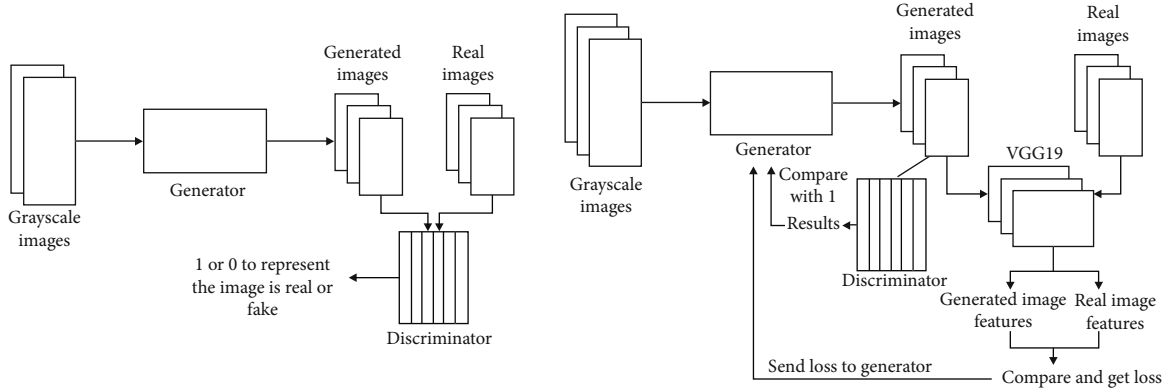 Generated
images
Real
images
Generator
Grayscale
images
1 or 0 to represent
the image is real or
fake
Discriminator
Generated
images
Real
images
Generator
Grayscale
images
Compare
with 1
Results
Discriminator
VGG19
Generated image
features
Real image
features
Send loss to generator
Compare and get loss